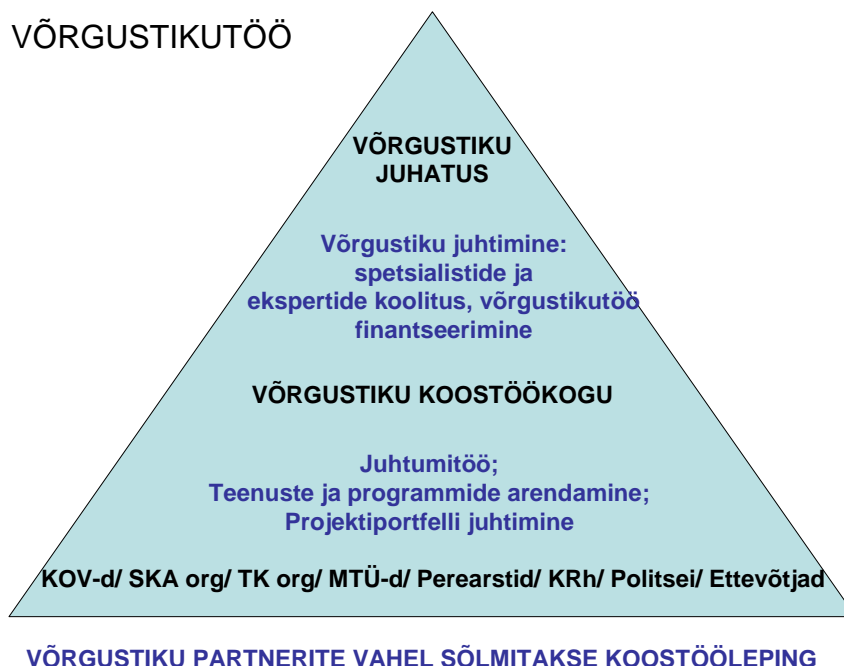 VÕRGUSTIKUTÖÖ
VÕRGUSTIKU
JUHATUS
Võrgustiku juhtimine:
spetsialistide ja
ekspertide koolitus, võrgustikutöö
finantseerimine
VÕRGUSTIKU KOOSTÖÖKOGU
Juhtumitöö;
Teenuste ja programmide arendamine;
Projektiportfelli juhtimine
KOV-d/ SKA org/ TK org/ MTÜ-d/ Perearstid/ KRh/ Politsei/ Ettevõtjad
VÕRGUSTIKU PARTNERITE VAHEL SÕLMITAKSE KOOSTÖÖLEPING